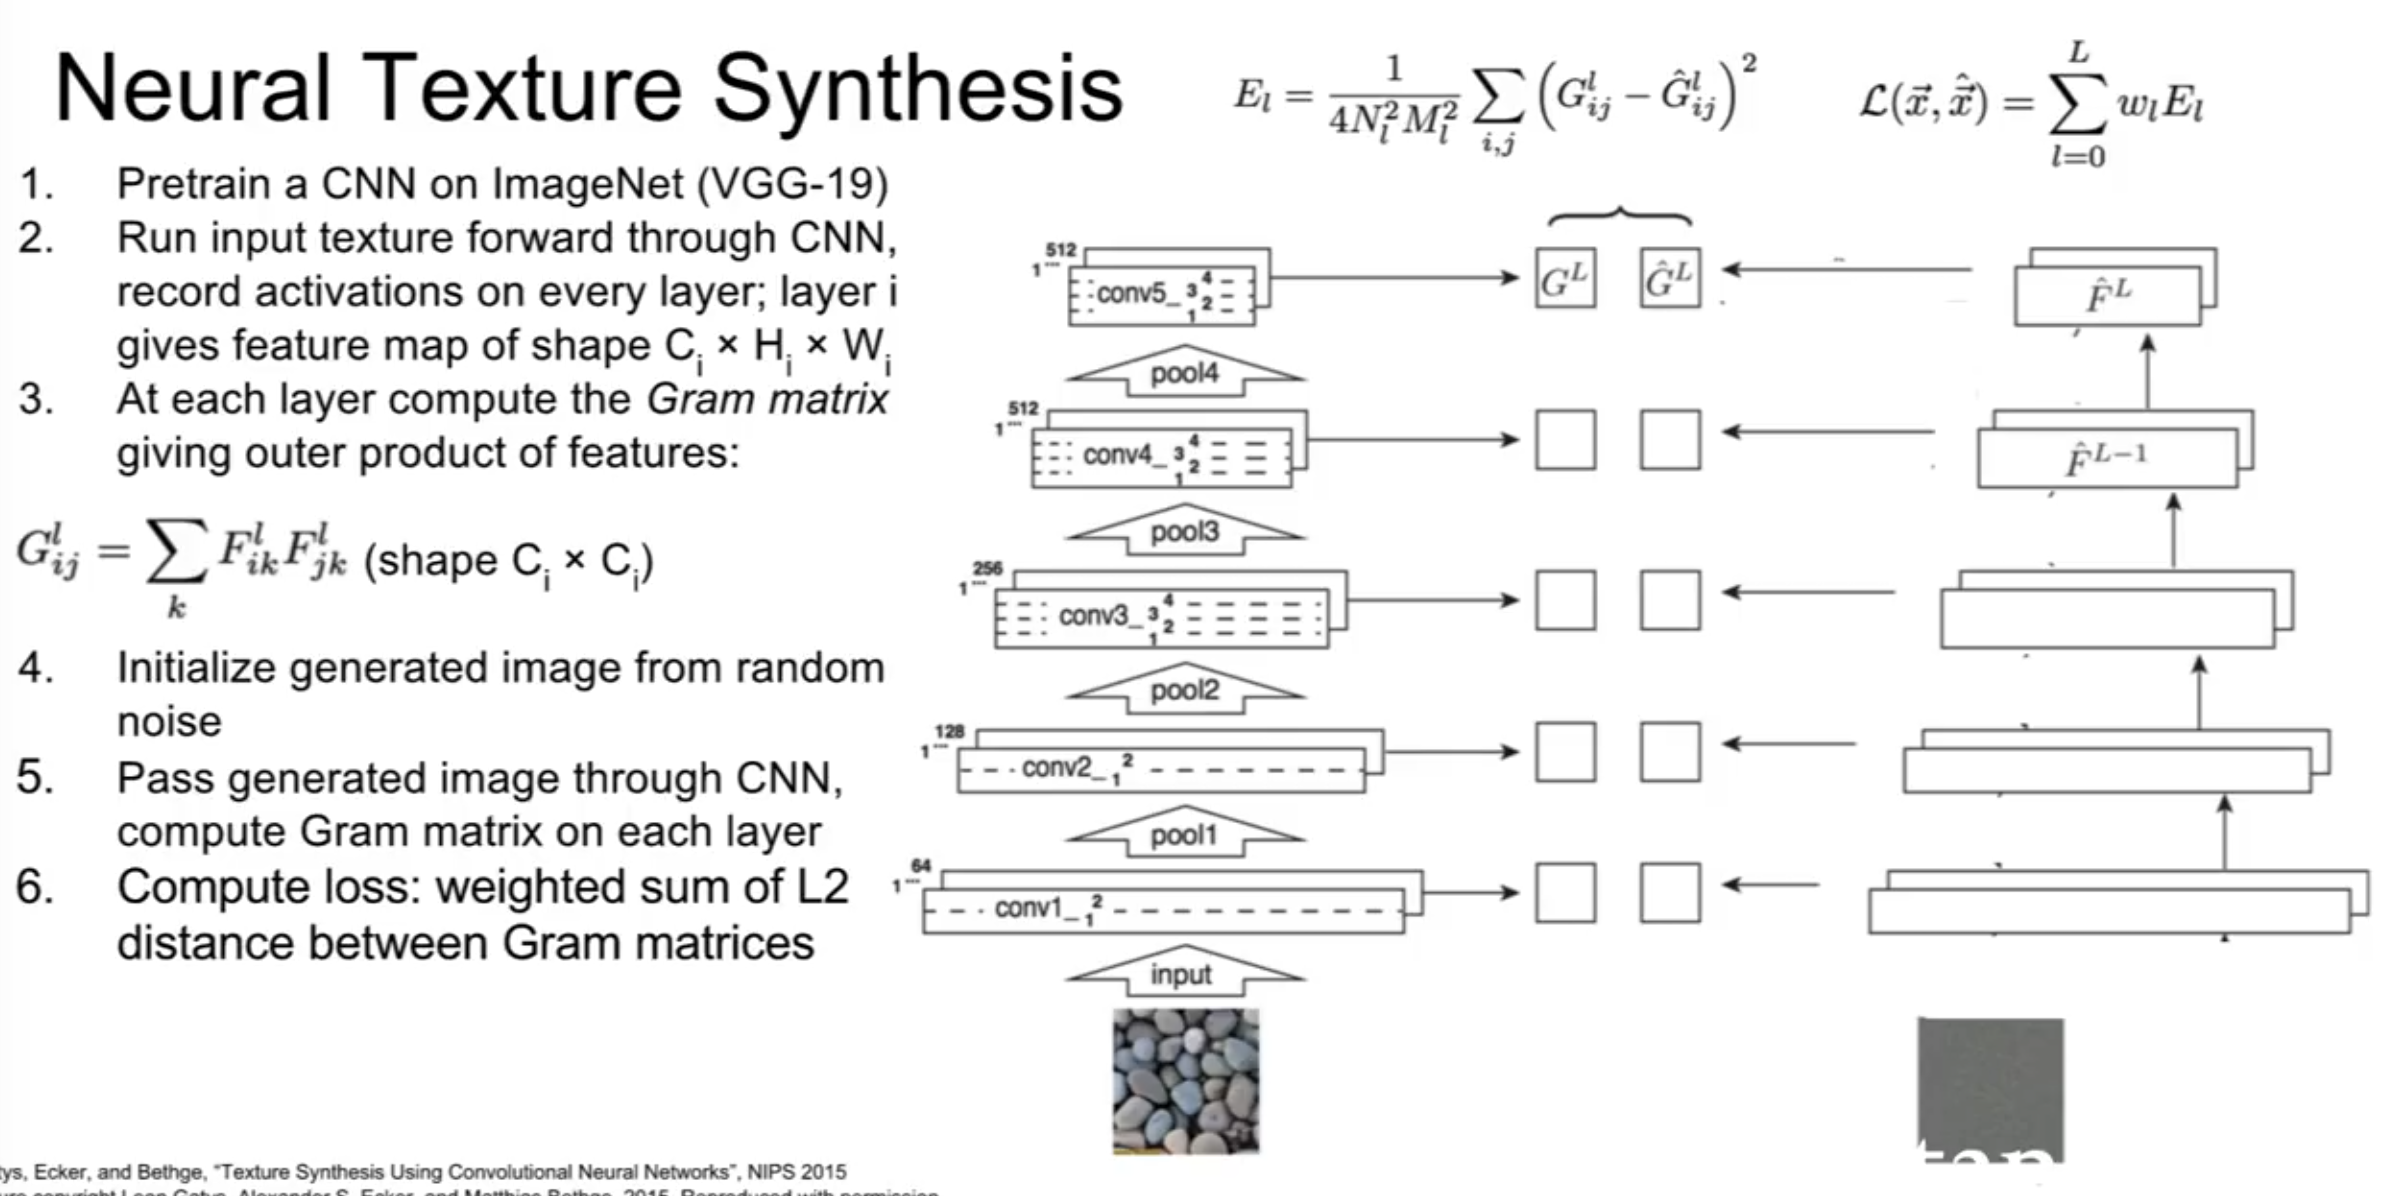 Neural Texture Synthesis
E_l = \frac{1}{4N_l^2 M_l^2} \sum_{i,j} \left( G_{ij}^l - \hat{G}_{ij}^l \right)^2
\mathcal{L}(\vec{x}, \hat{\vec{x}}) = \sum_{l=0}^{L} w_l E_l
1. Pretrain a CNN on ImageNet (VGG-19)
2. Run input texture forward through CNN,
record activations on every layer; layer i
gives feature map of shape C_i × H_i × W_i
3. At each layer compute the Gram matrix
giving outer product of features:
G_{ij}^l = \sum_k F_{ik}^l F_{jk}^l (shape C_i × C_i)
4. Initialize generated image from random
noise
5. Pass generated image through CNN,
compute Gram matrix on each layer
6. Compute loss: weighted sum of L2
distance between Gram matrices
512
1...
conv5_ 1 2 3 4
G^L
\hat{G}^L
\hat{F}^L
pool4
512
1...
conv4_ 1 2 3 4
\hat{F}^{L-1}
pool3
256
1...
conv3_ 1 2 3 4
pool2
128
1...
conv2_ 1 2
pool1
64
1...
conv1_ 1 2
input
Ecker, and Bethge, “Texture Synthesis Using Convolutional Neural Networks”, NIPS 2015